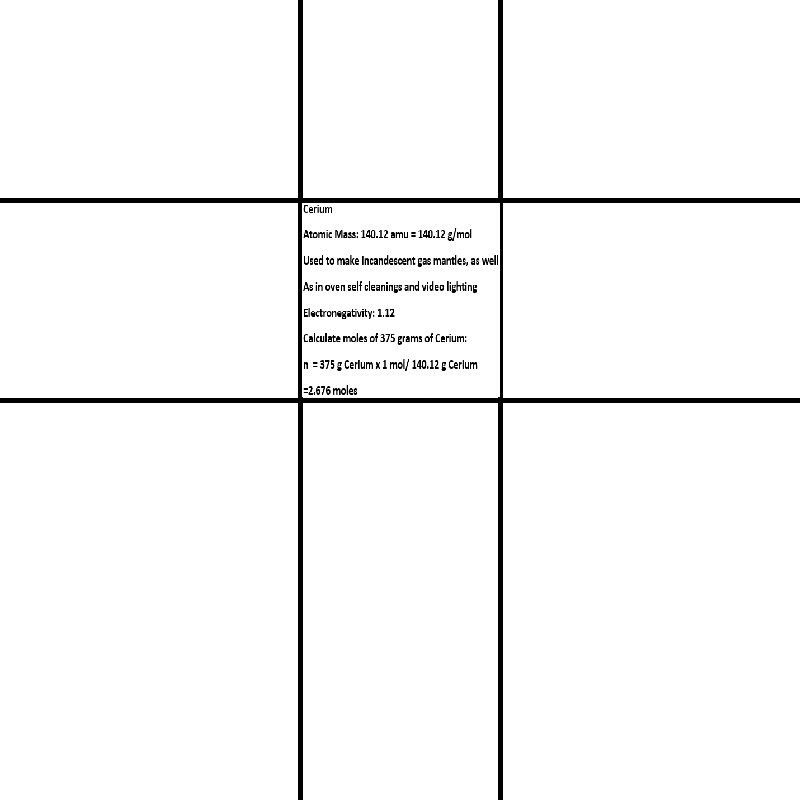 Cerium
Atomic Mass: 140.12 amu = 140.12 g/mol
Used to make Incandescent gas mantles, as well
As in oven self cleanings and video lighting
Electronegativity: 1.12
Calculate moles of 375 grams of Cerium:
n = 375 g Cerium x 1 mol/ 140.12 g Cerium
=2.676 moles